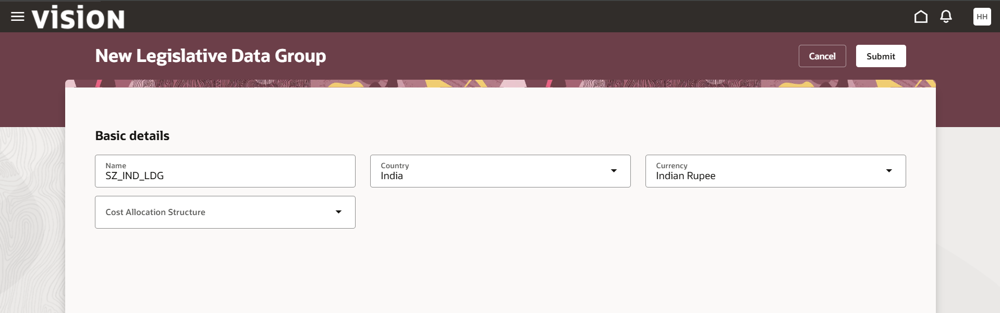 vision
HH
New Legislative Data Group
Cancel
Submit
Basic details
Name
SZ_IND_LDG
Country
India
Currency
Indian Rupee
Cost Allocation Structure